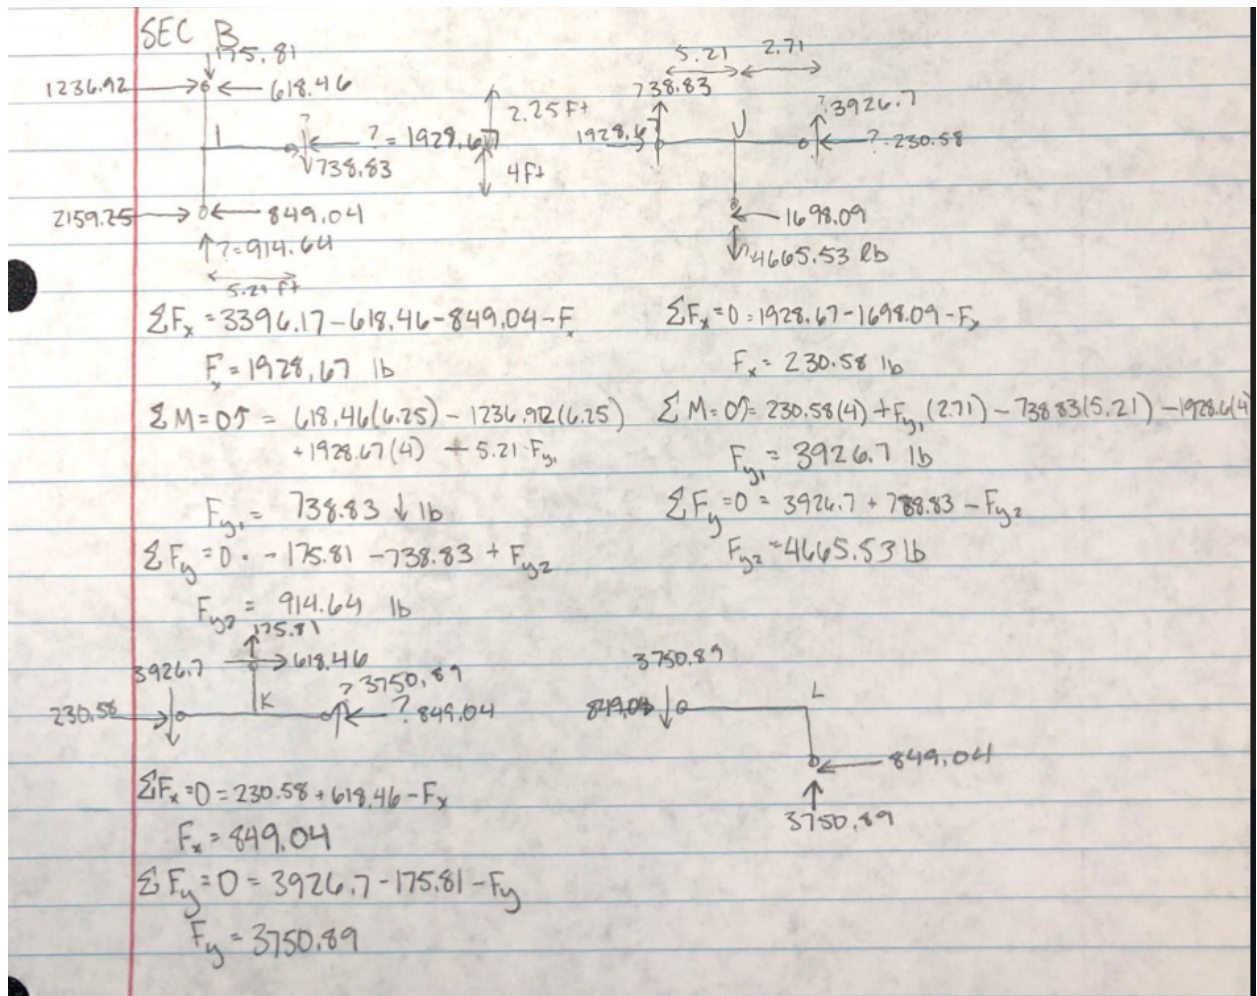 SEC B
175.81
1236.92
618.46
?
? = 1928.67
738.83
2159.25
849.04
? = 914.64
5.21 ft
2.25 Ft
4 Ft
ΣFx = 3396.17 - 618.46 - 849.04 - F
Fx = 1928.67 lb
ΣM = 0↰ = 618.46(6.25) - 1236.92(6.25)
+ 1928.67(4) + 5.21 Fy1
Fy1 = 738.83 ↓ lb
ΣFy = 0 = - 175.81 - 738.83 + Fy2
Fy2 = 914.64 lb
5.21
2.71
738.83
J
? 3926.7
1928.67
? 230.58
1698.09
4665.53 lb
ΣFx = 0 = 1928.67 - 1698.09 - Fx
Fx = 230.58 lb
ΣM = 0↰ = 230.58(4) + Fy1(2.71) - 738.83(5.21) - 1928.6(4)
Fy1 = 3926.7 lb
ΣFy = 0 = 3926.7 + 738.83 - Fy2
Fy2 = 4665.53 lb
175.81
618.46
3926.7
? 3750.89
K
230.58
? 849.04
ΣFx = 0 = 230.58 + 618.46 - Fx
Fx = 849.04
ΣFy = 0 = 3926.7 - 175.81 - Fy
Fy = 3750.89
3750.89
L
849.04
849.04
3750.89